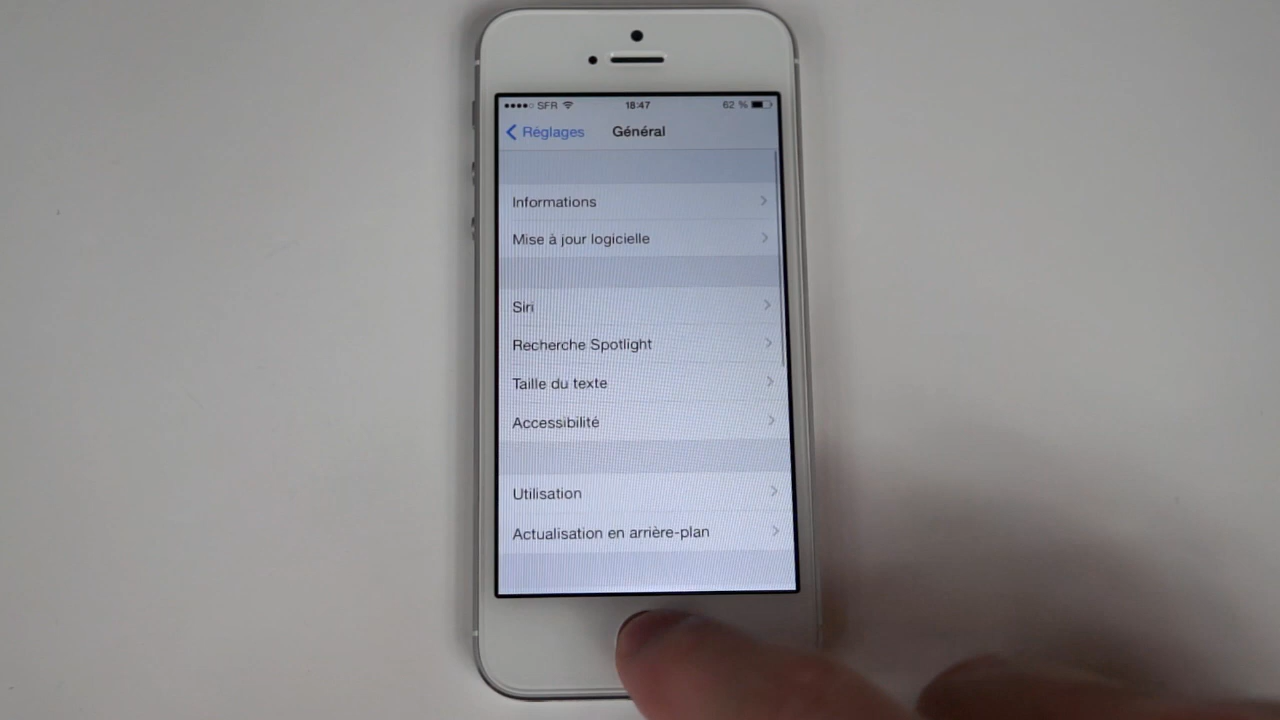 SFR 18:47 62 %
Réglages Général
Informations
Mise à jour logicielle
Siri
Recherche Spotlight
Taille du texte
Accessibilité
Utilisation
Actualisation en arrière-plan